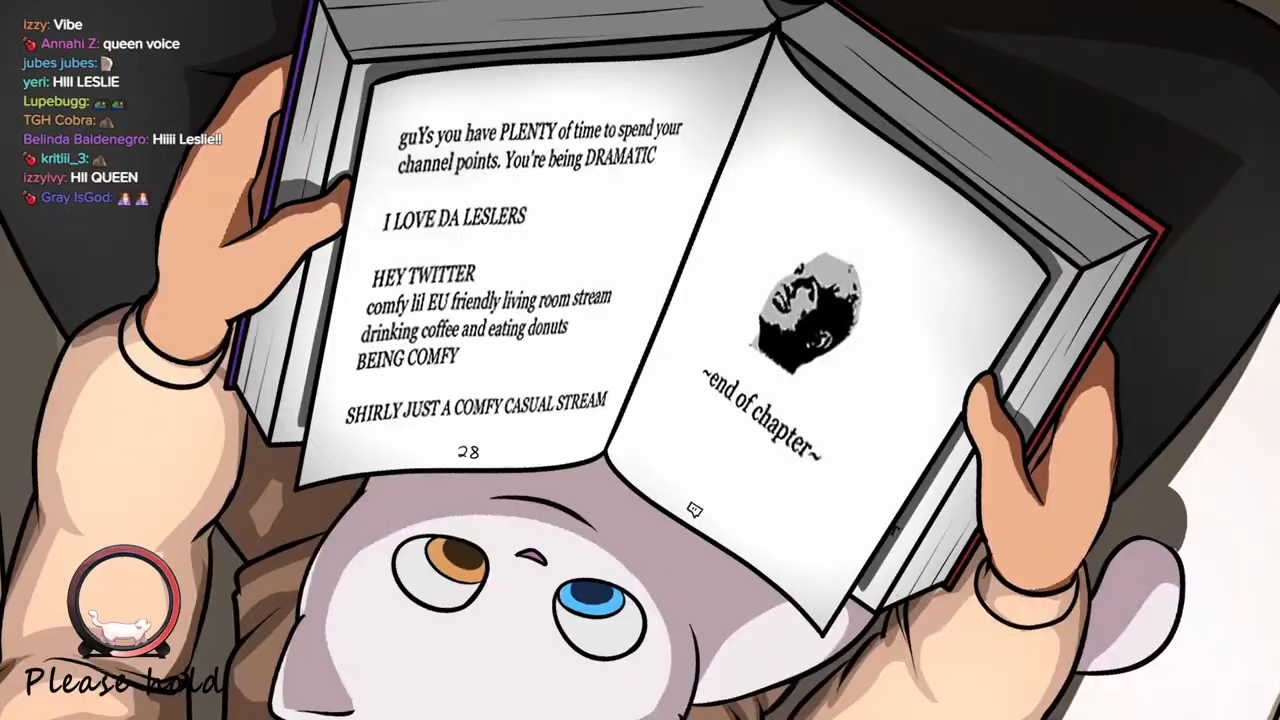 Izzy: Vibe
Annahi Z: queen voice
jubes jubes:
yeri: HIII LESLIE
Lupebugg:
TGH Cobra:
Belinda Baldenegro: Hiiii Leslie!!
kritiii_3:
izzyivy: HII QUEEN
Gray IsGod:
guYs you have PLENTY of time to spend your
channel points. You're being DRAMATIC
I LOVE DA LESLERS
HEY TWITTER
comfy lil EU friendly living room stream
drinking coffee and eating donuts
BEING COMFY
SHIRLY JUST A COMFY CASUAL STREAM
28
~end of chapter~
Please hold